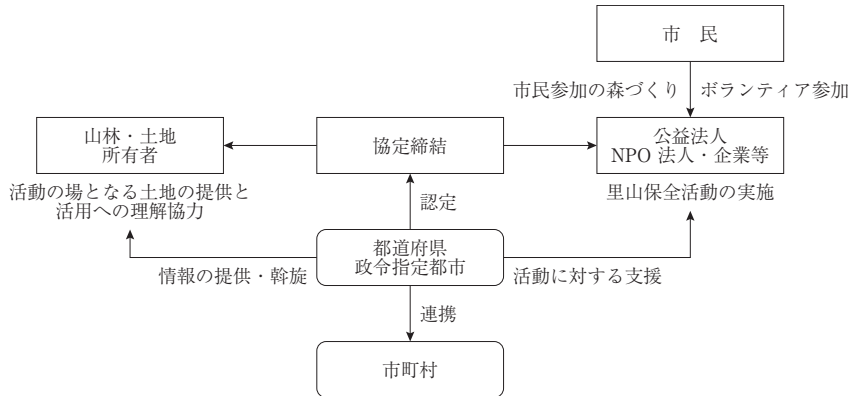 市　民
市民参加の森づくり
ボランティア参加
山林・土地
所有者
協定締結
公益法人
NPO 法人・企業等
活動の場となる土地の提供と
活用への理解協力
認定
里山保全活動の実施
都道府県
政令指定都市
情報の提供・斡旋
活動に対する支援
連携
市町村